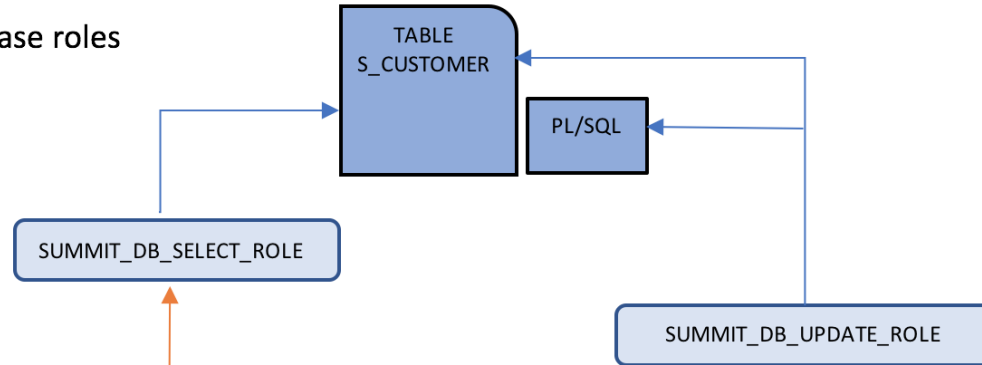 ase roles
TABLE
S_CUSTOMER
PL/SQL
SUMMIT_DB_SELECT_ROLE
SUMMIT_DB_UPDATE_ROLE